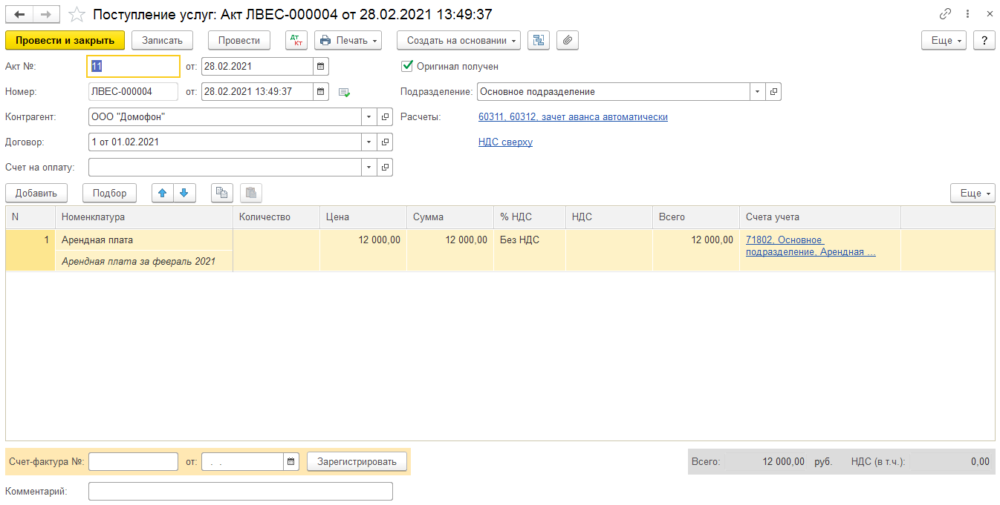 Поступление услуг: Акт ЛВЕС-000004 от 28.02.2021 13:49:37
Провести и закрыть Записать Провести Дт Кт Печать Создать на основании Еще ?
Акт №: 11 от: 28.02.2021 Оригинал получен
Номер: ЛВЕС-000004 от: 28.02.2021 13:49:37 Подразделение: Основное подразделение
Контрагент: ООО "Домофон" Расчеты: 60311, 60312, зачет аванса автоматически
Договор: 1 от 01.02.2021 НДС сверху
Счет на оплату:
Добавить Подбор Еще
N Номенклатура Количество Цена Сумма % НДС НДС Всего Счета учета
1 Арендная плата 12 000,00 12 000,00 Без НДС 12 000,00 71802, Основное
Арендная плата за февраль 2021 подразделение, Арендная ...
Счет-фактура №: от: . . Зарегистрировать Всего: 12 000,00 руб. НДС (в т.ч.): 0,00
Комментарий: